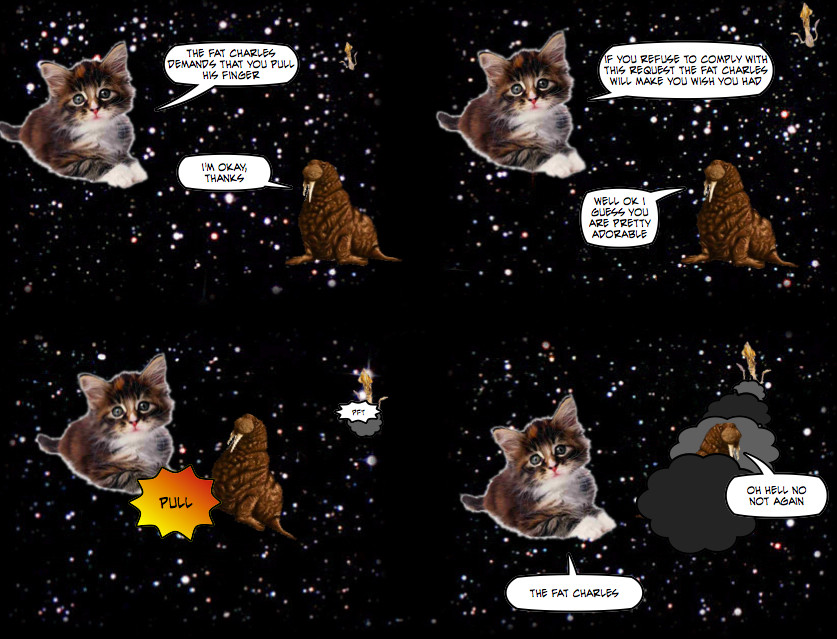 THE FAT CHARLES
DEMANDS THAT YOU PULL
HIS FINGER
I'M OKAY,
THANKS
IF YOU REFUSE TO COMPLY WITH
THIS REQUEST THE FAT CHARLES
WILL MAKE YOU WISH YOU HAD
WELL OK I
GUESS YOU
ARE PRETTY
ADORABLE
PFT
PULL
OH HELL NO
NOT AGAIN
THE FAT CHARLES